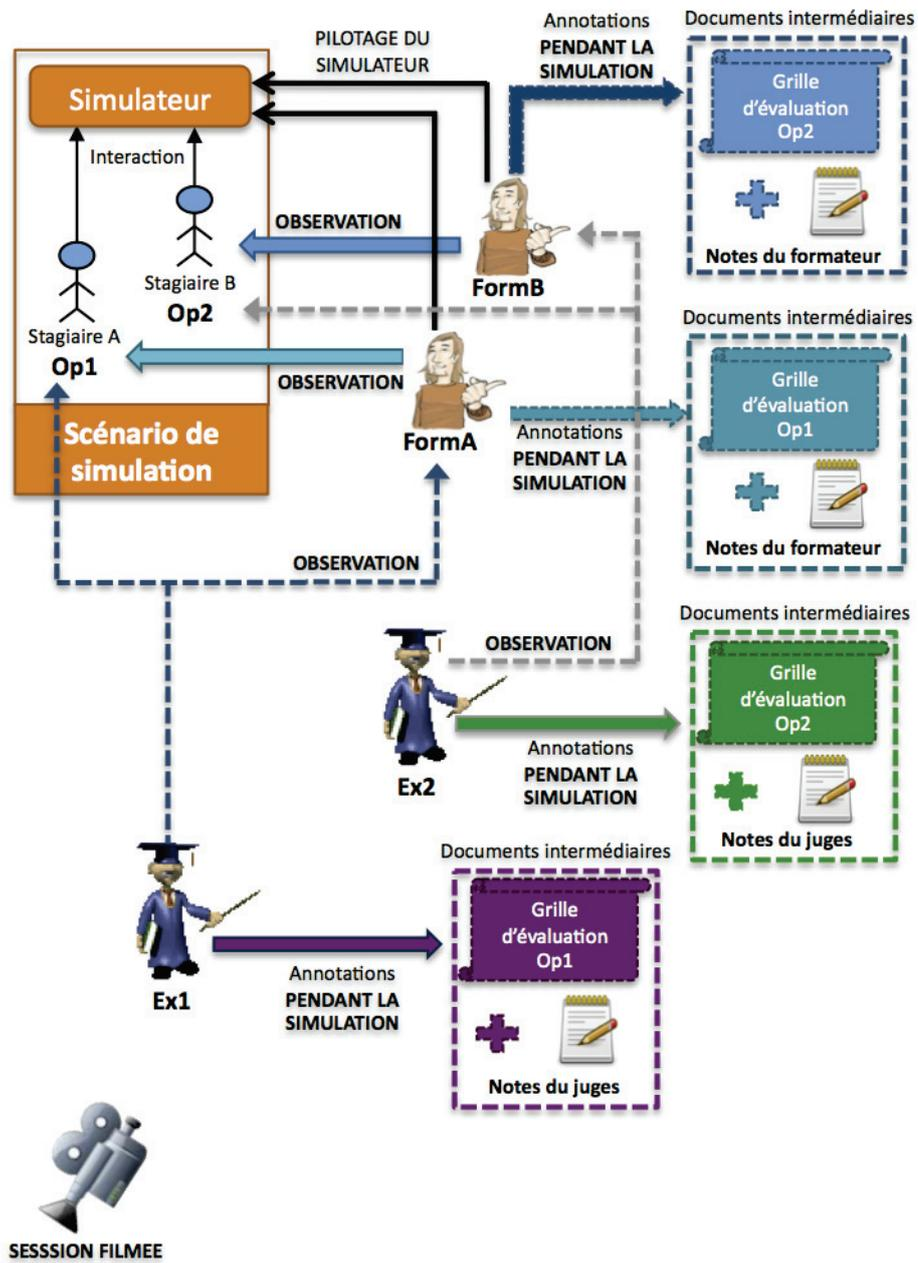 Annotations
PENDANT LA
SIMULATION
Documents intermédiaires
PILOTAGE DU
SIMULATEUR
Simulateur
Grille
d'évaluation
Op2
Interaction
OBSERVATION
Notes du formateur
Stagiaire B
Op2
FormB
Stagiaire A
Op1
OBSERVATION
Documents intermédiaires
Grille
d'évaluation
Op1
FormA
Annotations
PENDANT LA
SIMULATION
Notes du formateur
Scénario de
simulation
OBSERVATION
Documents intermédiaires
OBSERVATION
Grille
d'évaluation
Op2
Ex2
Annotations
PENDANT LA
SIMULATION
Notes du juges
Documents intermédiaires
Grille
d'évaluation
Op1
Ex1
Annotations
PENDANT LA
SIMULATION
Notes du juges
SESSSION FILMEE